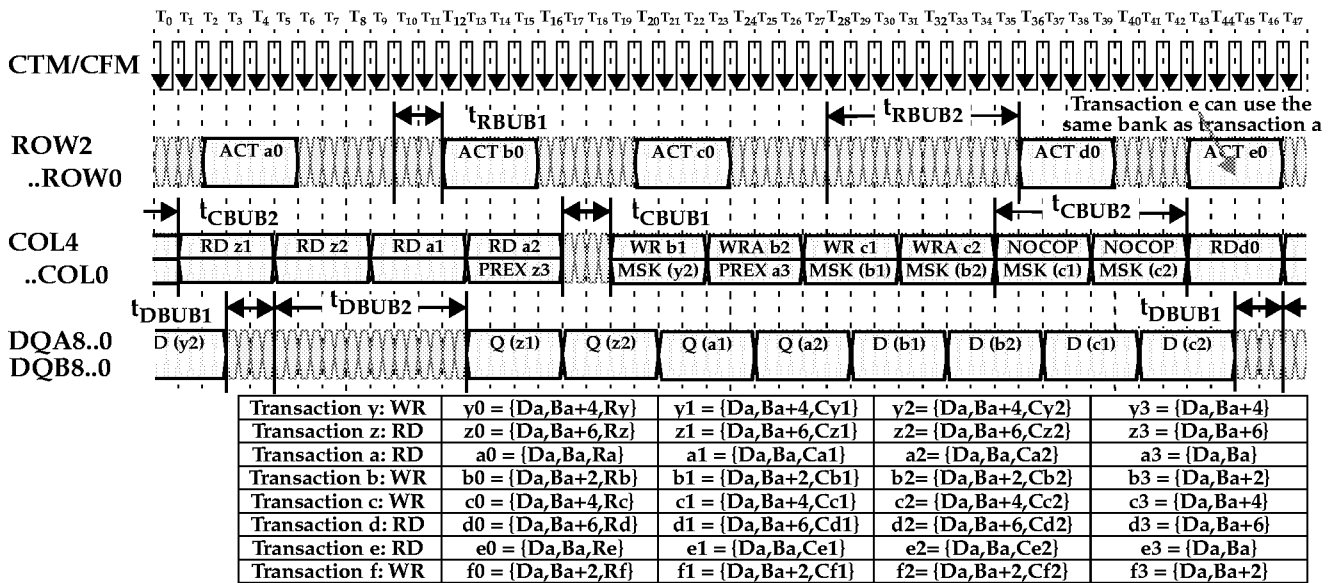 T0 T1 T2 T3 T4 T5 T6 T7 T8 T9 T10 T11 T12 T13 T14 T15 T16 T17 T18 T19 T20 T21 T22 T23 T24 T25 T26 T27 T28 T29 T30 T31 T32 T33 T34 T35 T36 T37 T38 T39 T40 T41 T42 T43 T44 T45 T46 T47
CTM/CFM
tRBUB1
tRBUB2
Transaction e can use the
same bank as transaction a
ROW2
..ROW0
ACT a0 ACT b0 ACT c0 ACT d0 ACT e0
tCBUB2 tCBUB1 tCBUB2
COL4
..COL0
RD z1 RD z2 RD a1 RD a2 WR b1 WRA b2 WR c1 WRA c2 NOCOP NOCOP RDd0
PREX z3 MSK (y2) PREX a3 MSK (b1) MSK (b2) MSK (c1) MSK (c2)
tDBUB1 tDBUB2 tDBUB1
DQA8..0
DQB8..0
D (y2) Q (z1) Q (z2) Q (a1) Q (a2) D (b1) D (b2) D (c1) D (c2)
Transaction y: WR y0 = {Da,Ba+4,Ry} y1 = {Da,Ba+4,Cy1} y2= {Da,Ba+4,Cy2} y3 = {Da,Ba+4}
Transaction z: RD z0 = {Da,Ba+6,Rz} z1 = {Da,Ba+6,Cz1} z2= {Da,Ba+6,Cz2} z3 = {Da,Ba+6}
Transaction a: RD a0 = {Da,Ba,Ra} a1 = {Da,Ba,Ca1} a2= {Da,Ba,Ca2} a3 = {Da,Ba}
Transaction b: WR b0 = {Da,Ba+2,Rb} b1 = {Da,Ba+2,Cb1} b2= {Da,Ba+2,Cb2} b3 = {Da,Ba+2}
Transaction c: WR c0 = {Da,Ba+4,Rc} c1 = {Da,Ba+4,Cc1} c2= {Da,Ba+4,Cc2} c3 = {Da,Ba+4}
Transaction d: RD d0 = {Da,Ba+6,Rd} d1 = {Da,Ba+6,Cd1} d2= {Da,Ba+6,Cd2} d3 = {Da,Ba+6}
Transaction e: RD e0 = {Da,Ba,Re} e1 = {Da,Ba,Ce1} e2= {Da,Ba,Ce2} e3 = {Da,Ba}
Transaction f: WR f0 = {Da,Ba+2,Rf} f1 = {Da,Ba+2,Cf1} f2= {Da,Ba+2,Cf2} f3 = {Da,Ba+2}